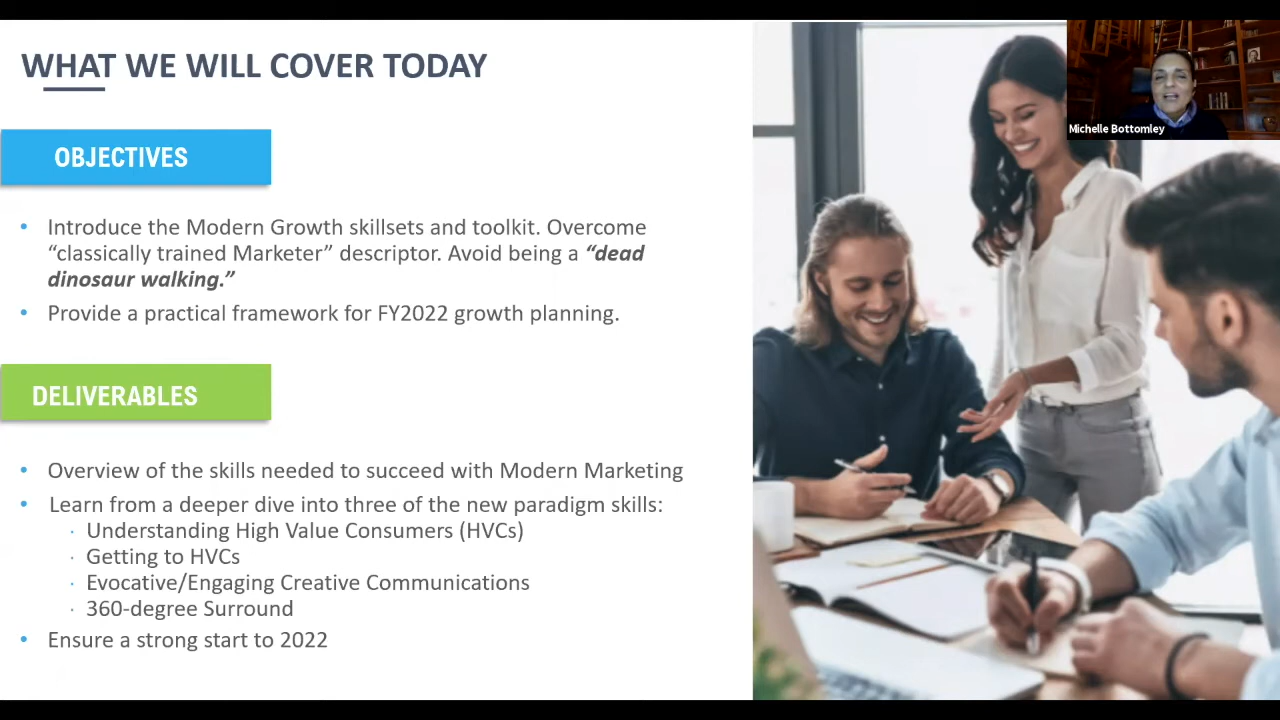 WHAT WE WILL COVER TODAY
Michelle Bottomley
OBJECTIVES
• Introduce the Modern Growth skillsets and toolkit. Overcome
“classically trained Marketer” descriptor. Avoid being a “dead
dinosaur walking.”
• Provide a practical framework for FY2022 growth planning.
DELIVERABLES
• Overview of the skills needed to succeed with Modern Marketing
• Learn from a deeper dive into three of the new paradigm skills:
· Understanding High Value Consumers (HVCs)
· Getting to HVCs
· Evocative/Engaging Creative Communications
· 360-degree Surround
• Ensure a strong start to 2022